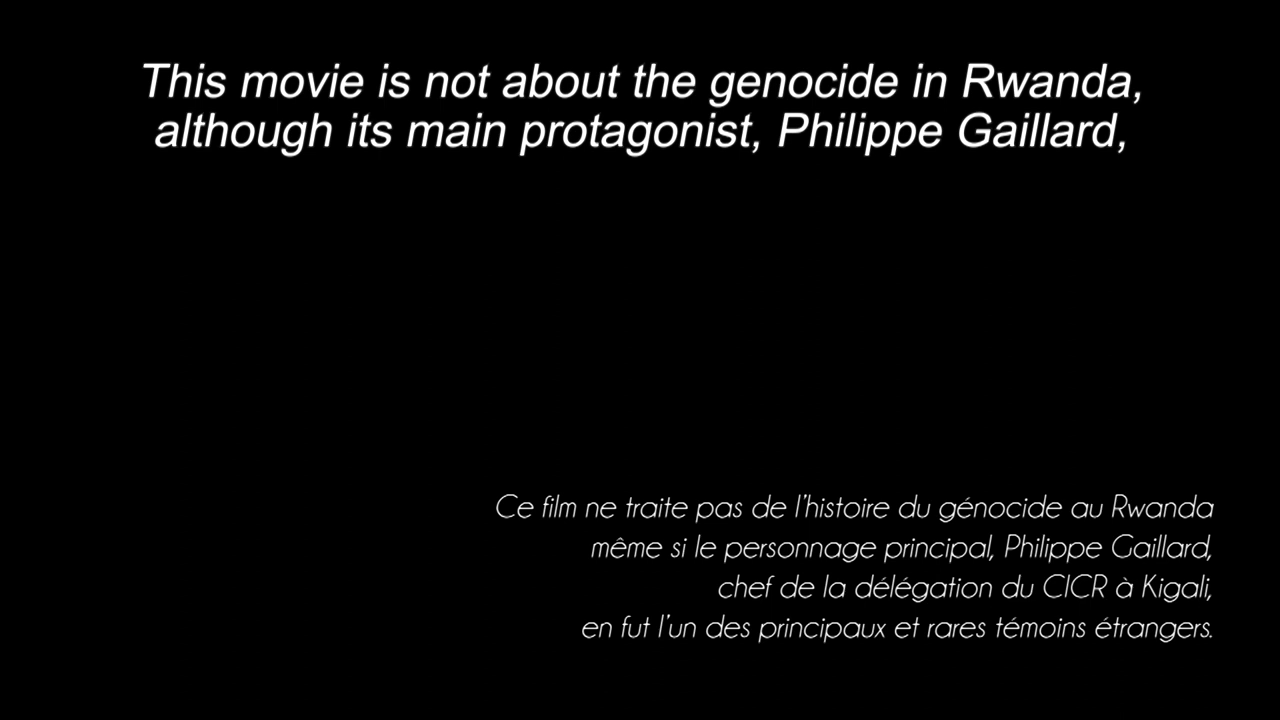 This movie is not about the genocide in Rwanda,
although its main protagonist, Philippe Gaillard,
Ce film ne traite pas de l'histoire du génocide au Rwanda
même si le personnage principal, Philippe Gaillard,
chef de la délégation du CICR à Kigali,
en fut l'un des principaux et rares témoins étrangers.